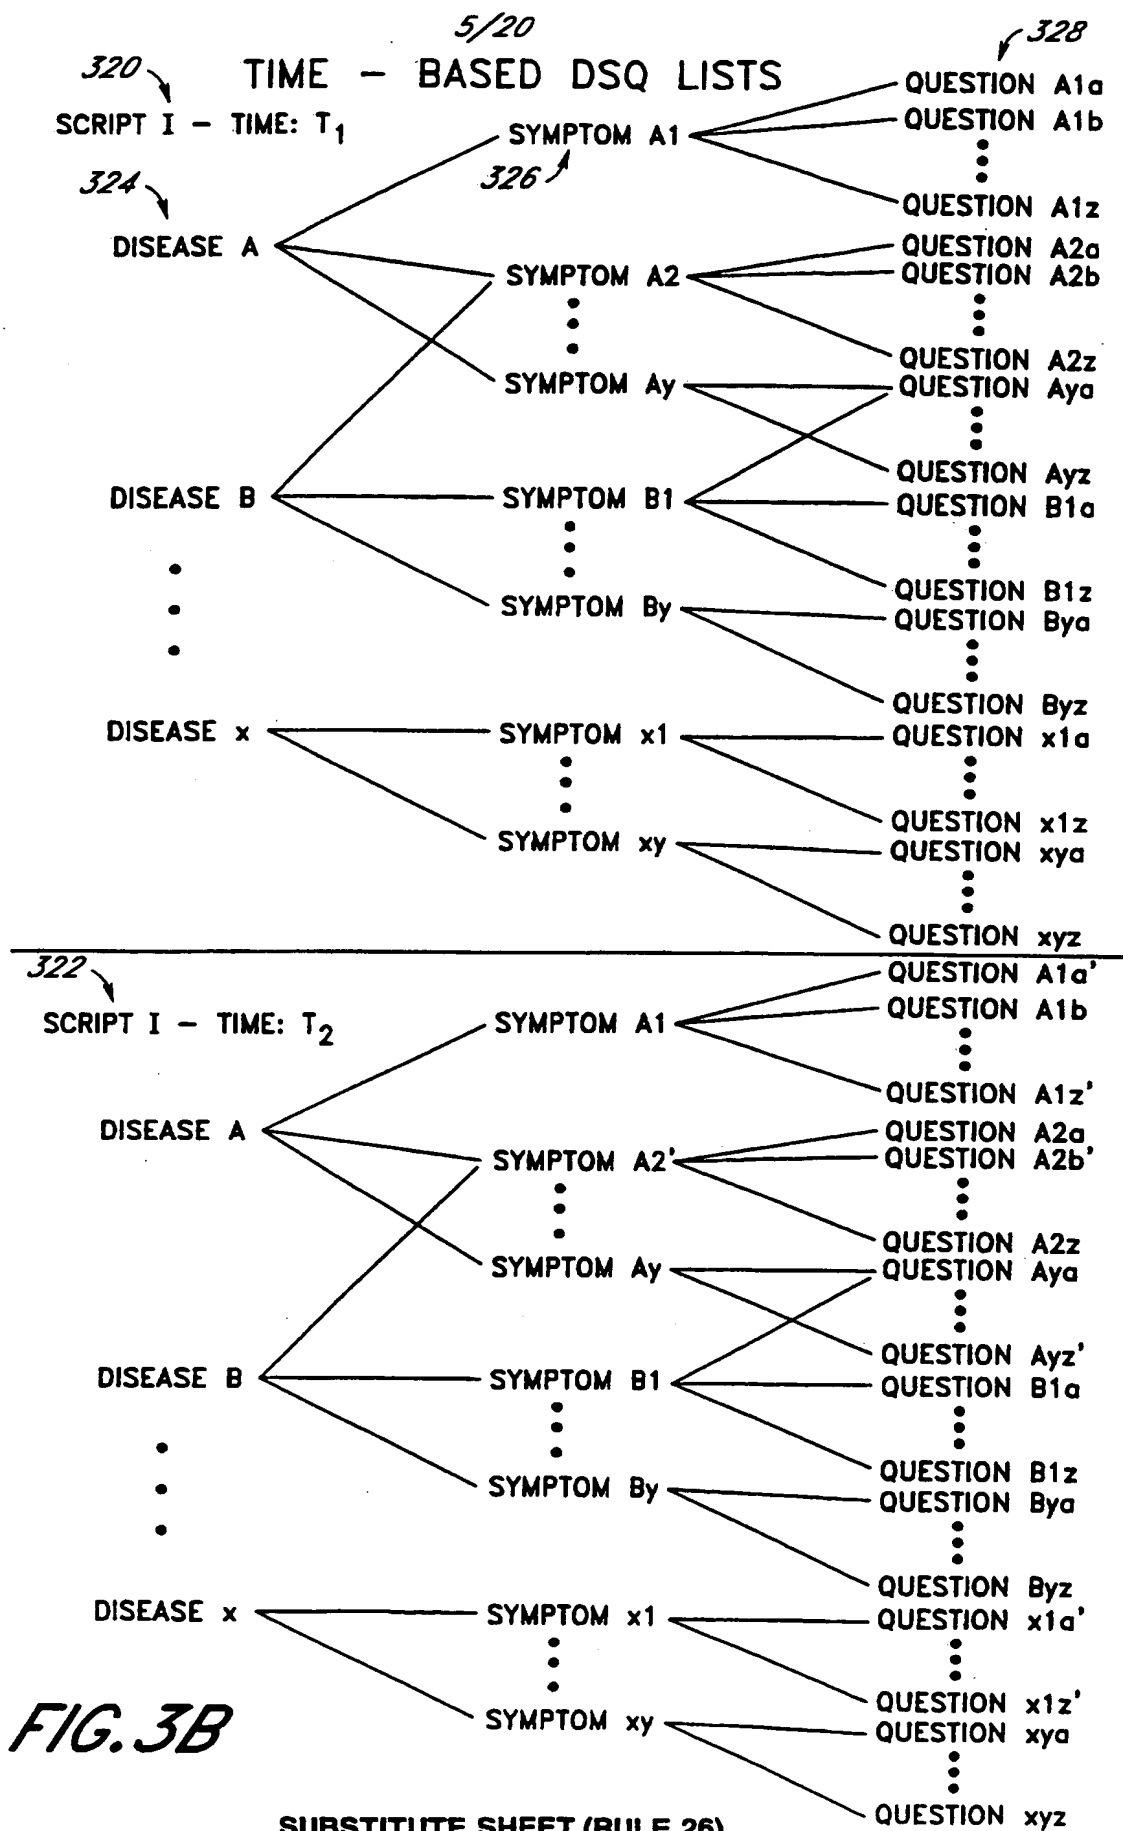 5/20
TIME - BASED DSQ LISTS
320
SCRIPT I - TIME: T1
324
326
328
DISEASE A
SYMPTOM A1
QUESTION A1a
QUESTION A1b
QUESTION A1z
SYMPTOM A2
QUESTION A2a
QUESTION A2b
QUESTION A2z
SYMPTOM Ay
QUESTION Aya
QUESTION Ayz
DISEASE B
SYMPTOM B1
QUESTION B1a
QUESTION B1z
SYMPTOM By
QUESTION Bya
QUESTION Byz
DISEASE x
SYMPTOM x1
QUESTION x1a
QUESTION x1z
SYMPTOM xy
QUESTION xya
QUESTION xyz
322
SCRIPT I - TIME: T2
DISEASE A
SYMPTOM A1
QUESTION A1a'
QUESTION A1b
QUESTION A1z'
SYMPTOM A2'
QUESTION A2a
QUESTION A2b'
QUESTION A2z
SYMPTOM Ay
QUESTION Aya
QUESTION Ayz'
DISEASE B
SYMPTOM B1
QUESTION B1a
QUESTION B1z
SYMPTOM By
QUESTION Bya
QUESTION Byz
DISEASE x
SYMPTOM x1
QUESTION x1a'
QUESTION x1z'
SYMPTOM xy
QUESTION xya
QUESTION xyz
FIG. 3B
SUBSTITUTE SHEET (RULE 26)